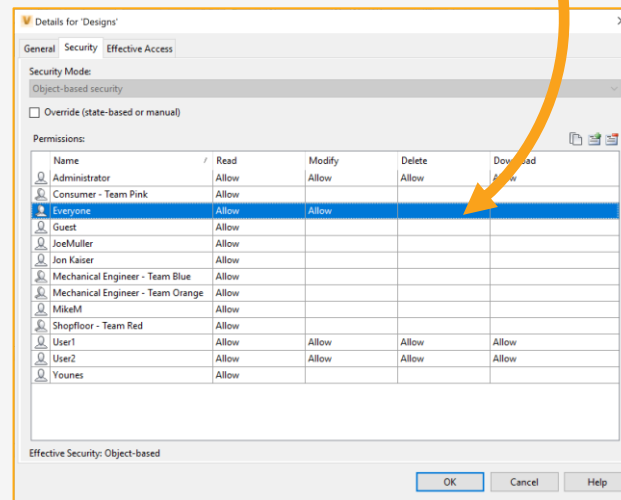 Details for 'Designs'
General Security Effective Access
Security Mode:
Object-based security
Override (state-based or manual)
Permissions:
Name Read Modify Delete Download
Administrator Allow Allow Allow Allow
Consumer - Team Pink Allow
Everyone Allow Allow
Guest Allow
JoeMuller Allow
Jon Kaiser Allow
Mechanical Engineer - Team Blue Allow
Mechanical Engineer - Team Orange Allow
MikeM Allow
Shopfloor - Team Red Allow
User1 Allow Allow Allow Allow
User2 Allow Allow Allow Allow
Younes Allow
Effective Security: Object-based
OK Cancel Help